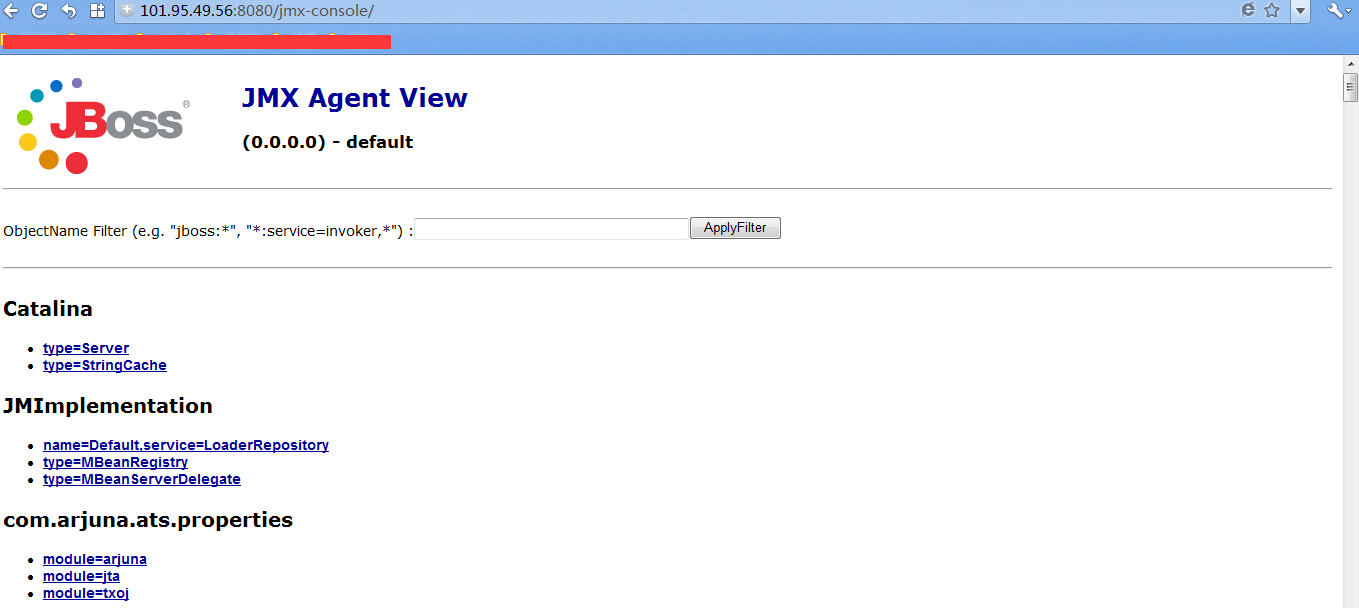 101.95.49.56:8080/jmx-console/
JBoss®
JMX Agent View
(0.0.0.0) - default
ObjectName Filter (e.g. "jboss:*", "*:service=invoker,*") : ApplyFilter
Catalina
type=Server
type=StringCache
JMImplementation
name=Default,service=LoaderRepository
type=MBeanRegistry
type=MBeanServerDelegate
com.arjuna.ats.properties
module=arjuna
module=jta
module=txoj